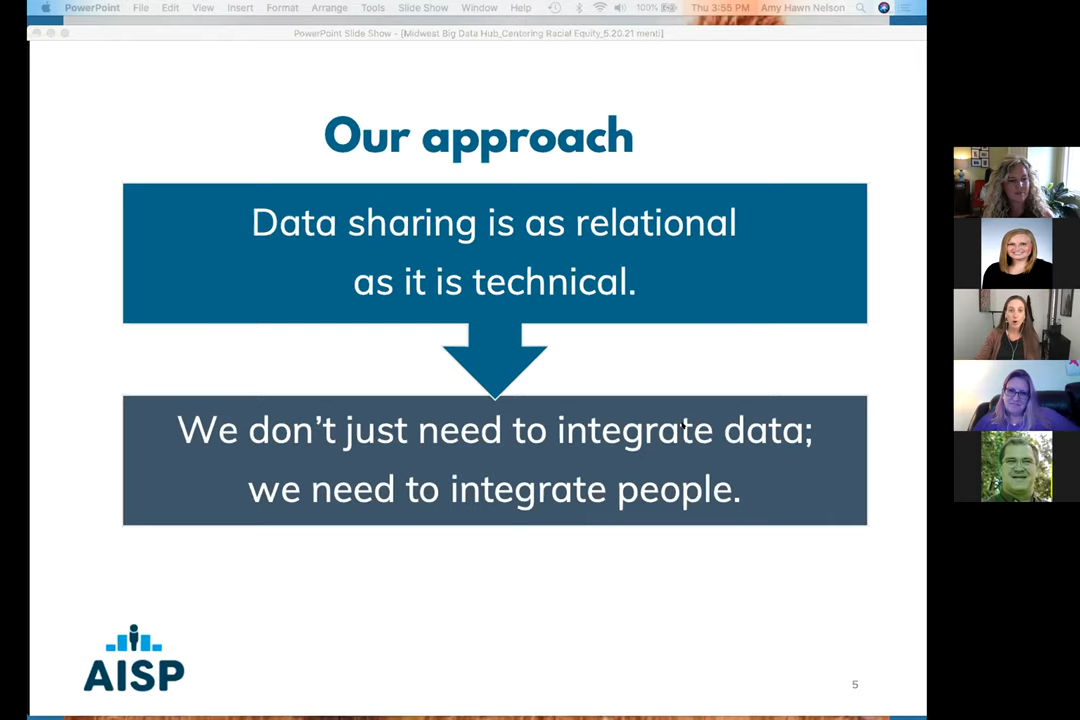 PowerPoint File Edit View Insert Format Arrange Tools Slide Show Window Help 100% Thu 3:55 PM Amy Hawn Nelson
PowerPoint Slide Show - [Midwest Big Data Hub_Centering Racial Equity_5.20.21 menti]
Our approach
Data sharing is as relational
as it is technical.
We don’t just need to integrate data;
we need to integrate people.
AISP
5